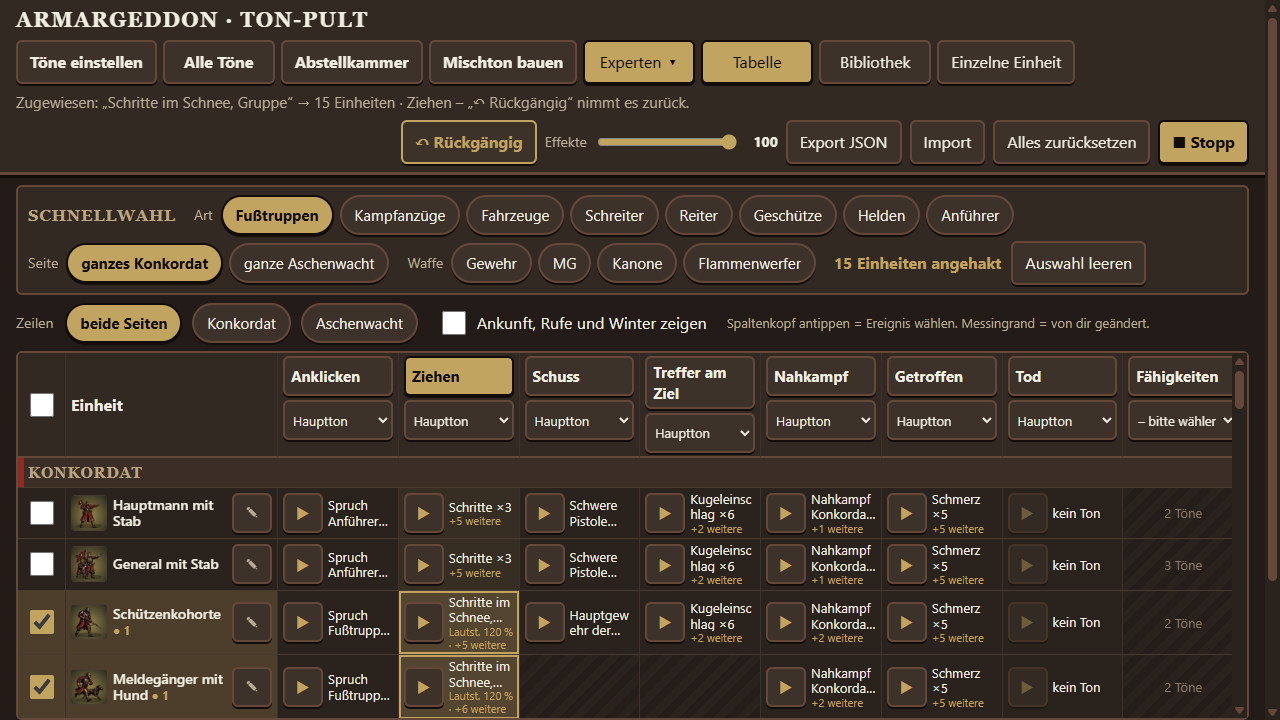 ARMARGEDDON · TON-PULT
Töne einstellen Alle Töne Abstellkammer Mischton bauen Experten ▾ Tabelle Bibliothek Einzelne Einheit
Zugewiesen: „Schritte im Schnee, Gruppe“ → 15 Einheiten · Ziehen – „↶ Rückgängig“ nimmt es zurück.
↶ Rückgängig Effekte 100 Export JSON Import Alles zurücksetzen ■ Stopp
SCHNELLWAHL Art Fußtruppen Kampfanzüge Fahrzeuge Schreiter Reiter Geschütze Helden Anführer
Seite ganzes Konkordat ganze Aschenwacht Waffe Gewehr MG Kanone Flammenwerfer 15 Einheiten angehakt Auswahl leeren
Zeilen beide Seiten Konkordat Aschenwacht Ankunft, Rufe und Winter zeigen Spaltenkopf antippen = Ereignis wählen. Messingrand = von dir geändert.
Einheit
Anklicken
Hauptton
Ziehen
Hauptton
Schuss
Hauptton
Treffer am
Ziel
Hauptton
Nahkampf
Hauptton
Getroffen
Hauptton
Tod
Hauptton
Fähigkeiten
– bitte wähler
KONKORDAT
Hauptmann mit
Stab
Spruch
Anführer...
Schritte ×3
+5 weitere
Schwere
Pistole...
Kugeleinsc
hlag ×6
+2 weitere
Nahkampf
Konkorda...
+1 weitere
Schmerz
×5
+5 weitere
kein Ton
2 Töne
General mit Stab
Spruch
Anführer...
Schritte ×3
+5 weitere
Schwere
Pistole...
Kugeleinsc
hlag ×6
+2 weitere
Nahkampf
Konkorda...
+1 weitere
Schmerz
×5
+5 weitere
kein Ton
3 Töne
Schützenkohorte
● 1
Spruch
Fußtrupp...
Schritte im
Schnee,...
Lautst. 120 %
· +5 weitere
Hauptgew
ehr der...
Kugeleinsc
hlag ×6
+2 weitere
Nahkampf
Konkorda...
+2 weitere
Schmerz
×5
+5 weitere
kein Ton
2 Töne
Meldegänger mit
Hund ● 1
Spruch
Fußtrupp...
Schritte im
Schnee,...
Lautst. 120 %
· +6 weitere
Nahkampf
Konkorda...
+2 weitere
Schmerz
×5
+5 weitere
kein Ton
2 Töne